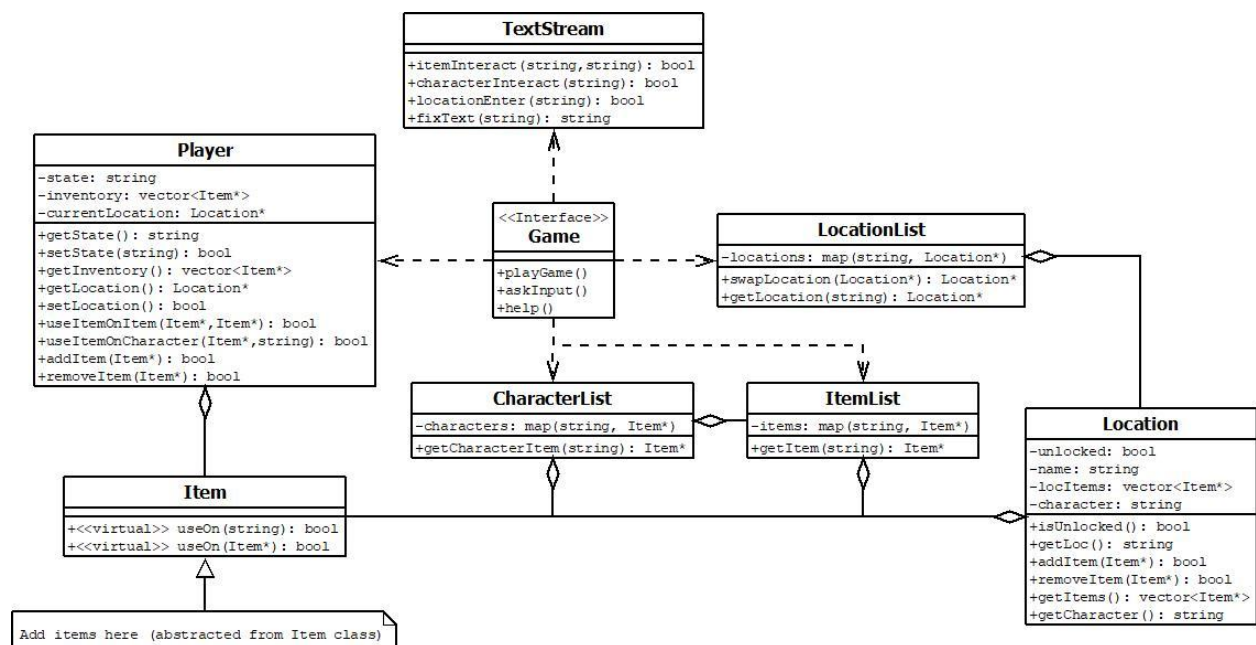 TextStream
+itemInteract(string,string): bool
+characterInteract(string): bool
+locationEnter(string): bool
+fixText(string): string
Player
-state: string
-inventory: vector<Item*>
-currentLocation: Location*
+getState(): string
+setState(string): bool
+getInventory(): vector<Item*>
+getLocation(): Location*
+setLocation(): bool
+useItemOnItem(Item*,Item*): bool
+useItemOnCharacter(Item*,string): bool
+addItem(Item*): bool
+removeItem(Item*): bool
<<Interface>>
Game
+playGame()
+askInput()
+help()
LocationList
-locations: map(string, Location*)
+swapLocation(Location*): Location*
+getLocation(string): Location*
CharacterList
-characters: map(string, Item*)
+getCharacterItem(string): Item*
ItemList
-items: map(string, Item*)
+getItem(string): Item*
Location
-unlocked: bool
-name: string
-locItems: vector<Item*>
-character: string
+isUnlocked(): bool
+getLoc(): string
+addItem(Item*): bool
+removeItem(Item*): bool
+getItems(): vector<Item*>
+getCharacter(): string
Item
+<<virtual>> useOn(string): bool
+<<virtual>> useOn(Item*): bool
Add items here (abstracted from Item class)